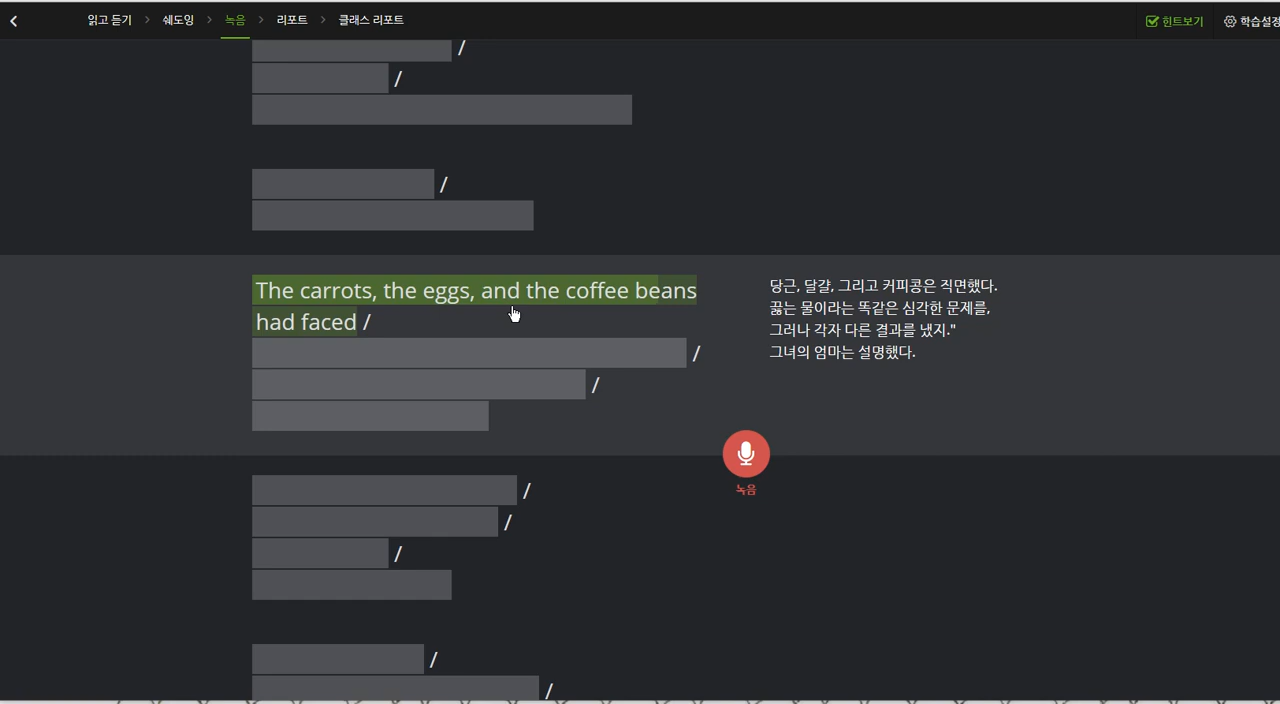 읽고 듣기 > 쉐도잉 > 녹음 > 리포트 > 클래스 리포트
힌트보기
학습설정
/
/
/
The carrots, the eggs, and the coffee beans
had faced /
/
/
당근, 달걀, 그리고 커피콩은 직면했다.
끓는 물이라는 똑같은 심각한 문제를,
그러나 각자 다른 결과를 냈지."
그녀의 엄마는 설명했다.
녹음
/
/
/
/
/